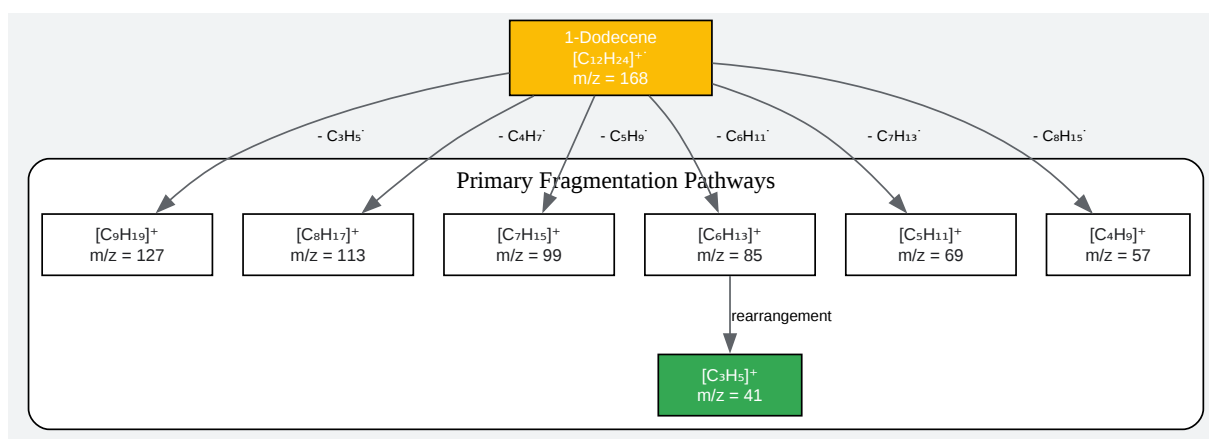 1-Dodecene
[C₁₂H₂₄]⁺˙
m/z = 168
- C₃H₅˙
- C₄H₇˙
- C₅H₉˙
- C₆H₁₁˙
- C₇H₁₃˙
- C₈H₁₅˙
Primary Fragmentation Pathways
[C₉H₁₉]⁺
m/z = 127
[C₈H₁₇]⁺
m/z = 113
[C₇H₁₅]⁺
m/z = 99
[C₆H₁₃]⁺
m/z = 85
[C₅H₁₁]⁺
m/z = 69
[C₄H₉]⁺
m/z = 57
rearrangement
[C₃H₅]⁺
m/z = 41